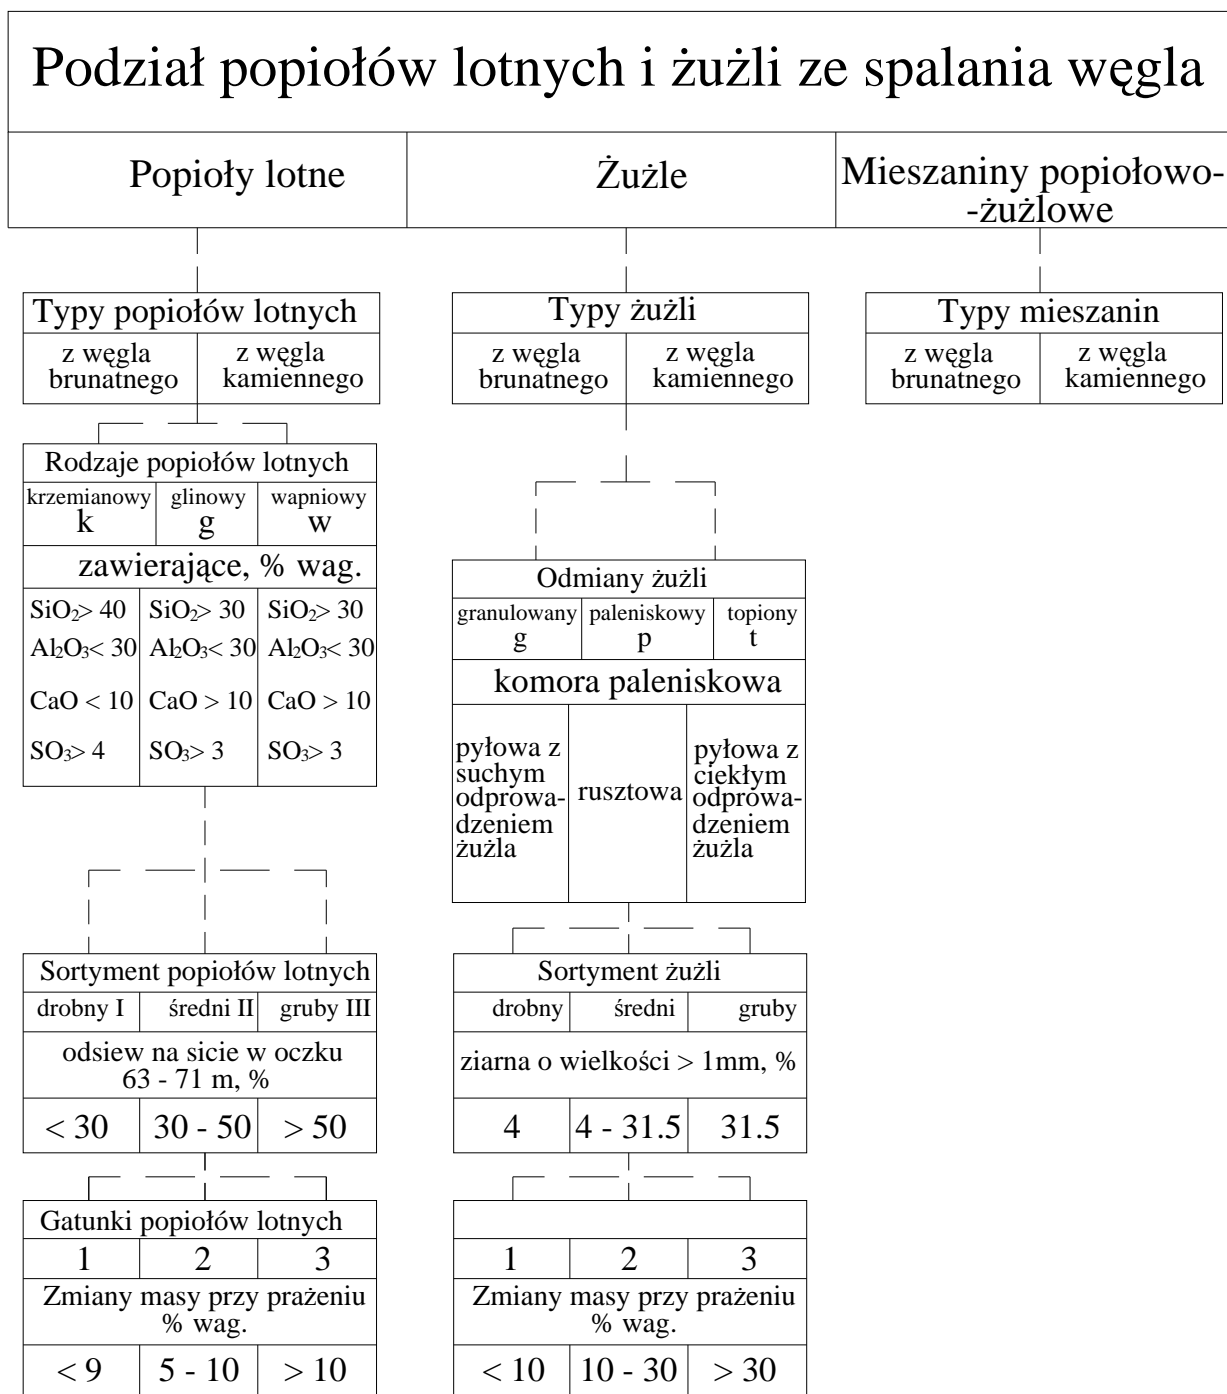 Podział popiołów lotnych i żużli ze spalania węgla
Popioły lotne
Żużle
Mieszaniny popiołowo-
-żużlowe
Typy popiołów lotnych
z węgla
brunatnego
z węgla
kamiennego
Rodzaje popiołów lotnych
krzemianowy
k
glinowy
g
wapniowy
w
zawierające, % wag.
SiO₂> 40
SiO₂> 30
SiO₂> 30
Al₂O₃< 30
Al₂O₃< 30
Al₂O₃< 30
CaO < 10
CaO > 10
CaO > 10
SO₃> 4
SO₃> 3
SO₃> 3
Sortyment popiołów lotnych
drobny I
średni II
gruby III
odsiew na sicie w oczku
63 - 71 m, %
< 30
30 - 50
> 50
Gatunki popiołów lotnych
1
2
3
Zmiany masy przy prażeniu
% wag.
< 9
5 - 10
> 10
Typy żużli
z węgla
brunatnego
z węgla
kamiennego
Odmiany żużli
granulowany
g
paleniskowy
p
topiony
t
komora paleniskowa
pyłowa z
suchym
odprowa-
dzeniem
żużla
rusztowa
pyłowa z
ciekłym
odprowa-
dzeniem
żużla
Sortyment żużli
drobny
średni
gruby
ziarna o wielkości > 1mm, %
4
4 - 31.5
31.5
1
2
3
Zmiany masy przy prażeniu
% wag.
< 10
10 - 30
> 30
Typy mieszanin
z węgla
brunatnego
z węgla
kamiennego